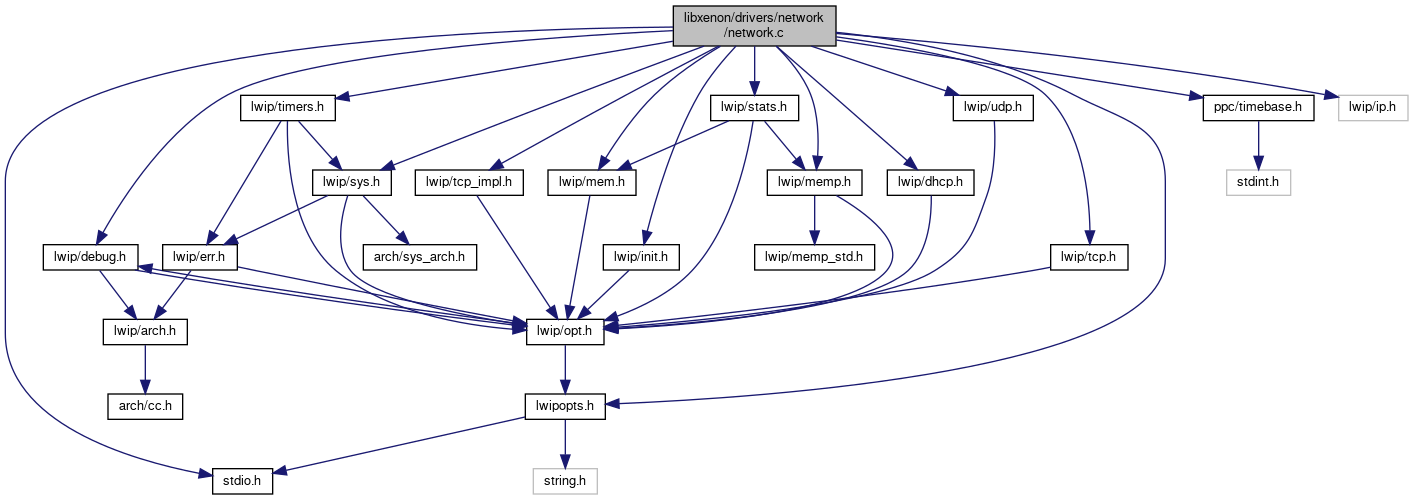 libxenon/drivers/network
/network.c
lwip/timers.h
lwip/stats.h
lwip/udp.h
ppc/timebase.h
lwip/ip.h
lwip/sys.h
lwip/tcp_impl.h
lwip/mem.h
lwip/memp.h
lwip/dhcp.h
stdint.h
lwip/debug.h
lwip/err.h
arch/sys_arch.h
lwip/init.h
lwip/memp_std.h
lwip/tcp.h
lwip/arch.h
lwip/opt.h
arch/cc.h
lwipopts.h
stdio.h
string.h